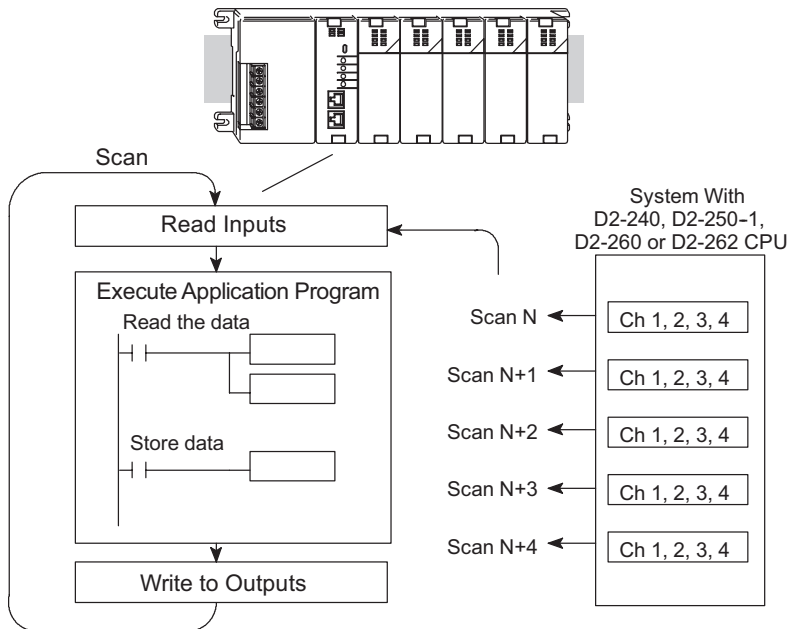 Scan
Read Inputs
Execute Application Program
Read the data
Store data
Write to Outputs
System With
D2-240, D2-250-1,
D2-260 or D2-262 CPU
Scan N
Ch 1, 2, 3, 4
Scan N+1
Ch 1, 2, 3, 4
Scan N+2
Ch 1, 2, 3, 4
Scan N+3
Ch 1, 2, 3, 4
Scan N+4
Ch 1, 2, 3, 4